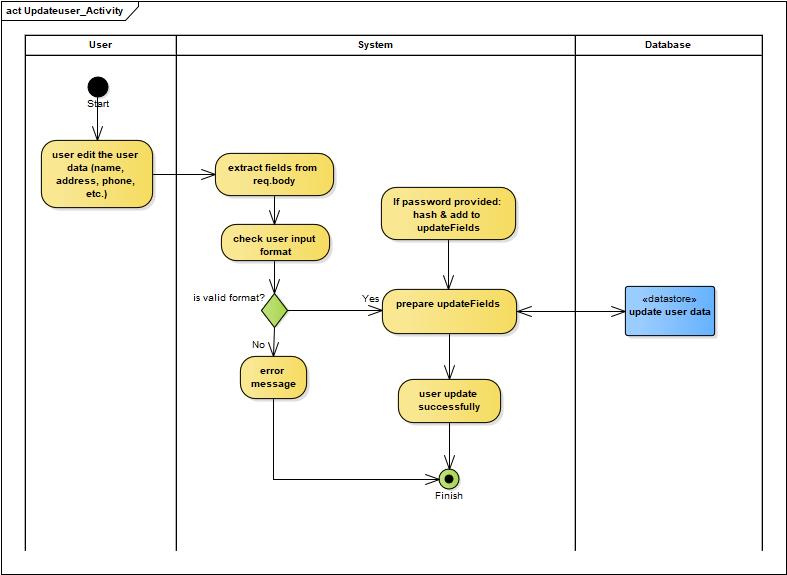 act Updateuser_Activity
User
System
Database
Start
user edit the user
data (name,
address, phone,
etc.)
extract fields from
req.body
check user input
format
is valid format?
Yes
No
error
message
If password provided:
hash & add to
updateFields
prepare updateFields
«datastore»
update user data
user update
successfully
Finish